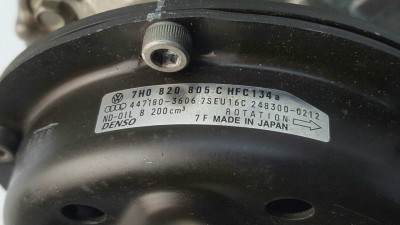 7H0 820 805.C HFC134a
447180-3606 7SEU16C 248300-0212
ND-OIL 8 200cm³ ROTATION
DENSO 7F MADE IN JAPAN